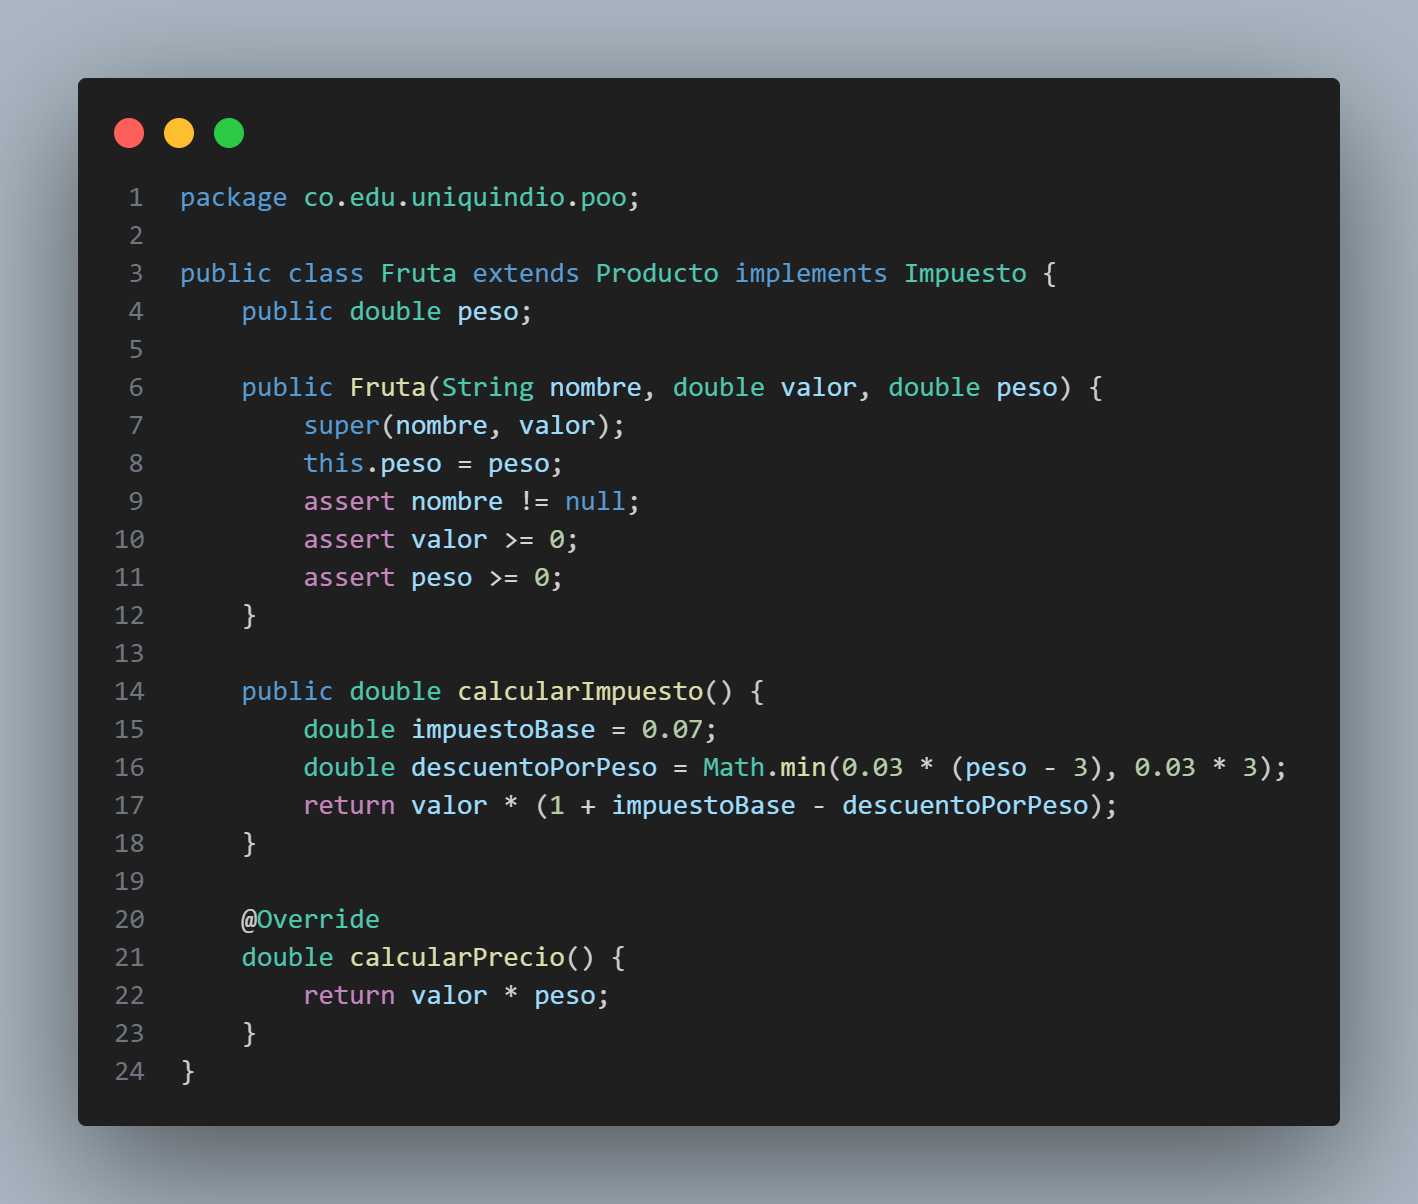 1 package co.edu.uniquindio.poo;
2
3 public class Fruta extends Producto implements Impuesto {
4     public double peso;
5
6     public Fruta(String nombre, double valor, double peso) {
7         super(nombre, valor);
8         this.peso = peso;
9         assert nombre != null;
10         assert valor >= 0;
11         assert peso >= 0;
12     }
13
14     public double calcularImpuesto() {
15         double impuestoBase = 0.07;
16         double descuentoPorPeso = Math.min(0.03 * (peso - 3), 0.03 * 3);
17         return valor * (1 + impuestoBase - descuentoPorPeso);
18     }
19
20     @Override
21     double calcularPrecio() {
22         return valor * peso;
23     }
24 }